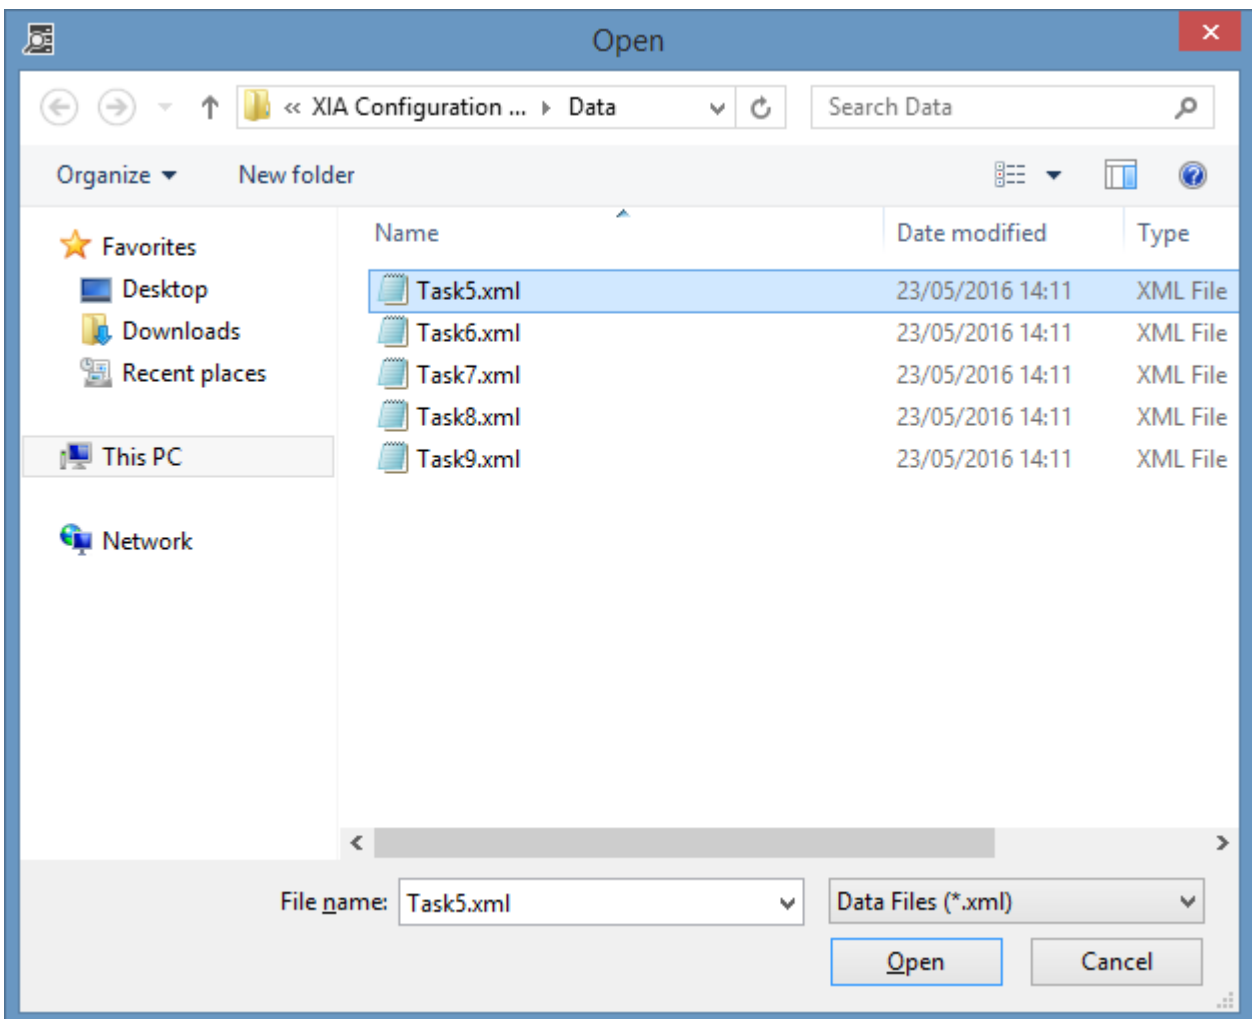 Open
« XIA Configuration ... Data Search Data
Organize New folder
Name Date modified Type
Favorites
Desktop
Downloads
Recent places
This PC
Network
Task5.xml 23/05/2016 14:11 XML File
Task6.xml 23/05/2016 14:11 XML File
Task7.xml 23/05/2016 14:11 XML File
Task8.xml 23/05/2016 14:11 XML File
Task9.xml 23/05/2016 14:11 XML File
File name: Task5.xml Data Files (*.xml)
Open Cancel